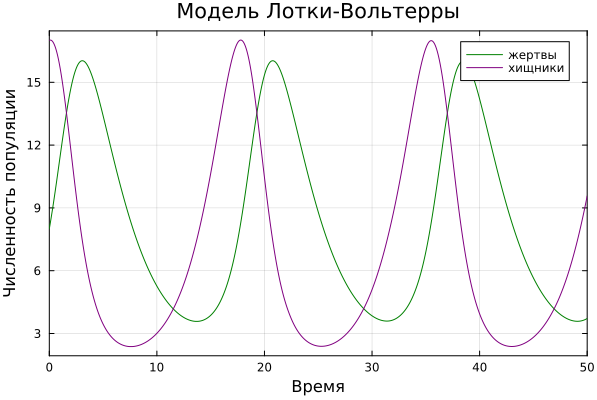 Модель Лотки-Вольтерры
жертвы
хищники
Численность популяции
15
12
9
6
3
0
10
20
30
40
50
Время